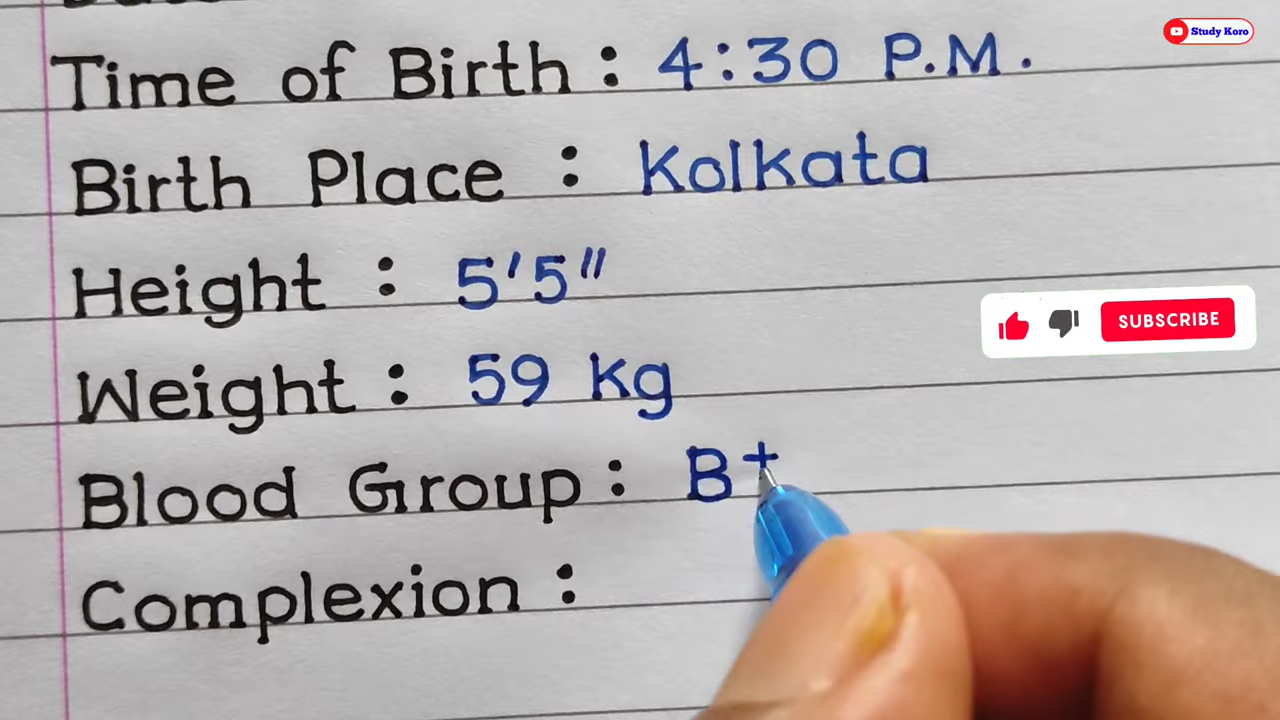 Study Koro
Time of Birth : 4:30 P.M.
Birth Place : Kolkata
Height : 5'5"
SUBSCRIBE
Weight : 59 kg
Blood Group : B+
Complexion :